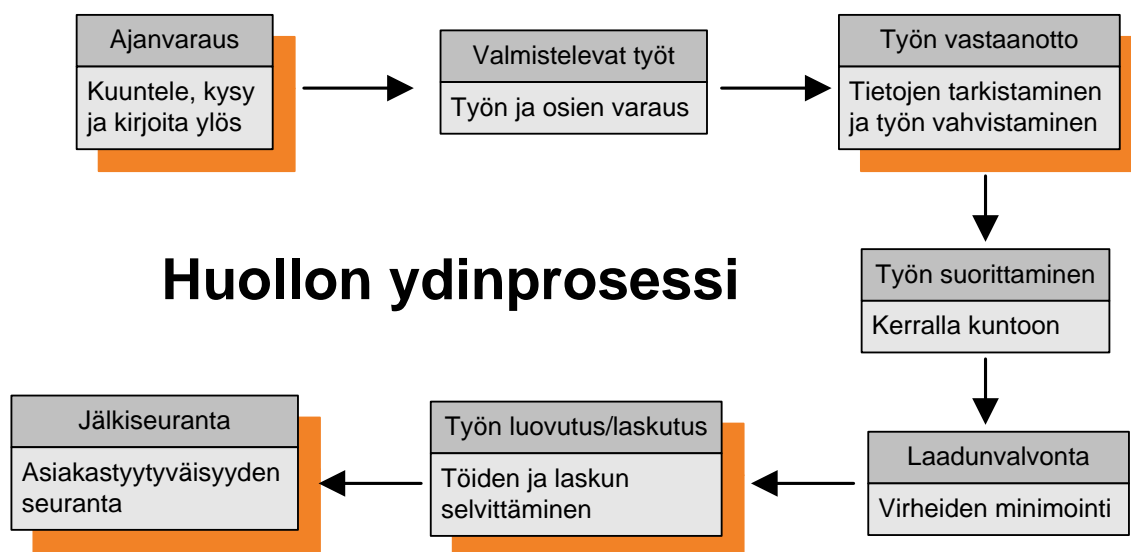 Ajanvaraus
Kuuntele, kysy
ja kirjoita ylös
Valmistelevat työt
Työn ja osien varaus
Työn vastaanotto
Tietojen tarkistaminen
ja työn vahvistaminen
Huollon ydinprosessi
Työn suorittaminen
Kerralla kuntoon
Laadunvalvonta
Virheiden minimointi
Työn luovutus/laskutus
Töiden ja laskun
selvittäminen
Jälkiseuranta
Asiakastyytyväisyyden
seuranta